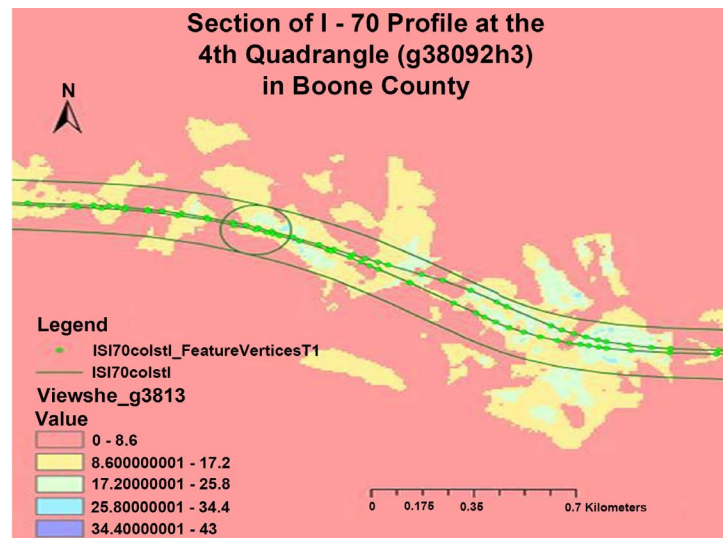 Section of I - 70 Profile at the
4th Quadrangle (g38092h3)
in Boone County
N
Legend
ISI70colstl_FeatureVerticesT1
ISI70colstl
Viewshe_g3813
Value
0 - 8.6
8.600000001 - 17.2
17.20000001 - 25.8
25.80000001 - 34.4
34.40000001 - 43
0 0.175 0.35 0.7 Kilometers